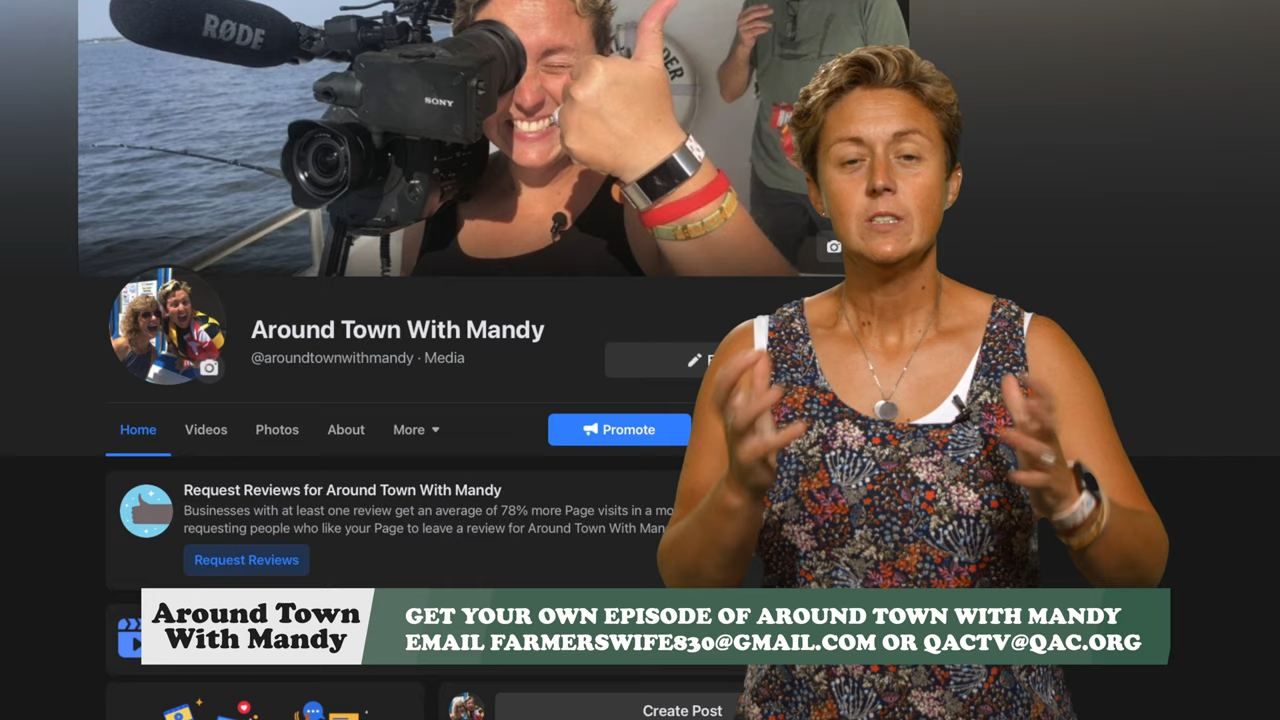 RØDE
SONY
DER
Around Town With Mandy
@aroundtownwithmandy · Media
Home
Videos
Photos
About
More
Promote
Request Reviews for Around Town With Mandy
Businesses with at least one review get an average of 78% more Page visits in a mo
requesting people who like your Page to leave a review for Around Town With Man
Request Reviews
Around Town
With Mandy
GET YOUR OWN EPISODE OF AROUND TOWN WITH MANDY
EMAIL FARMERSWIFE830@GMAIL.COM OR QACTV@QAC.ORG
Create Post